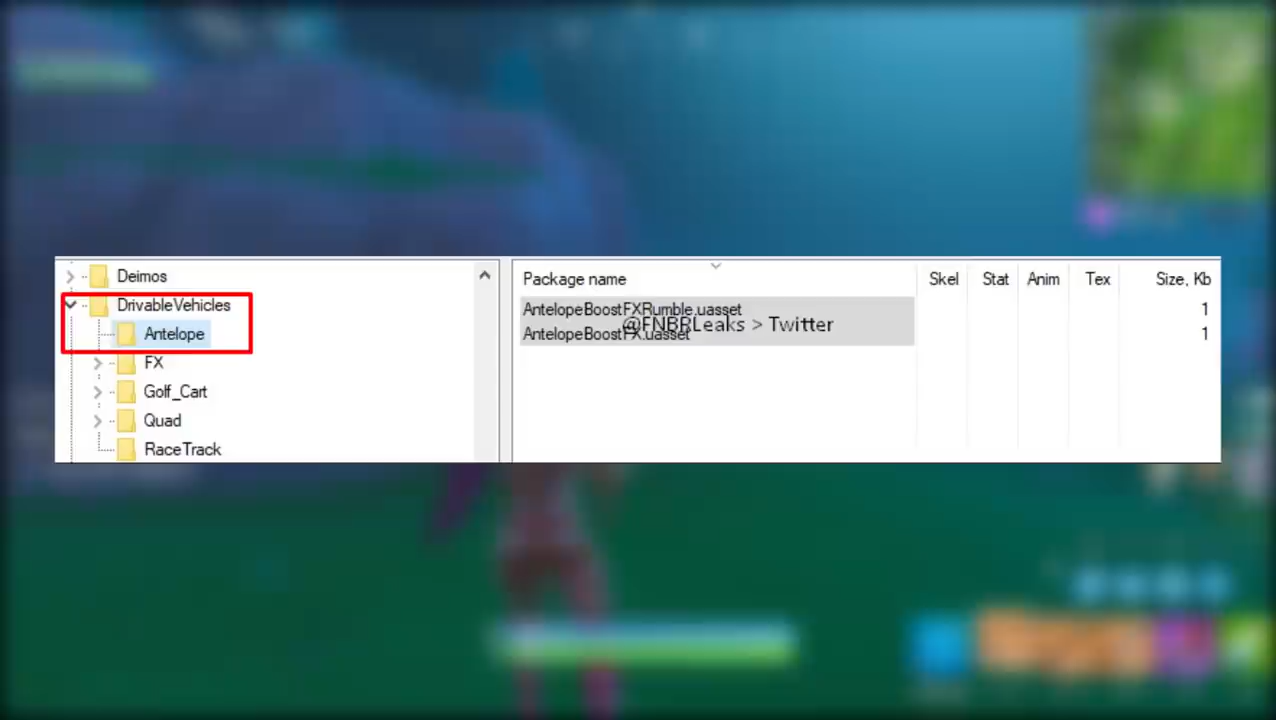 Deimos
DrivableVehicles
Antelope
FX
Golf_Cart
Quad
RaceTrack
Package name Skel Stat Anim Tex Size, Kb
AntelopeBoostFXRumble.uasset 1
@FNBRLeaks > Twitter
AntelopeBoostFX.uasset 1